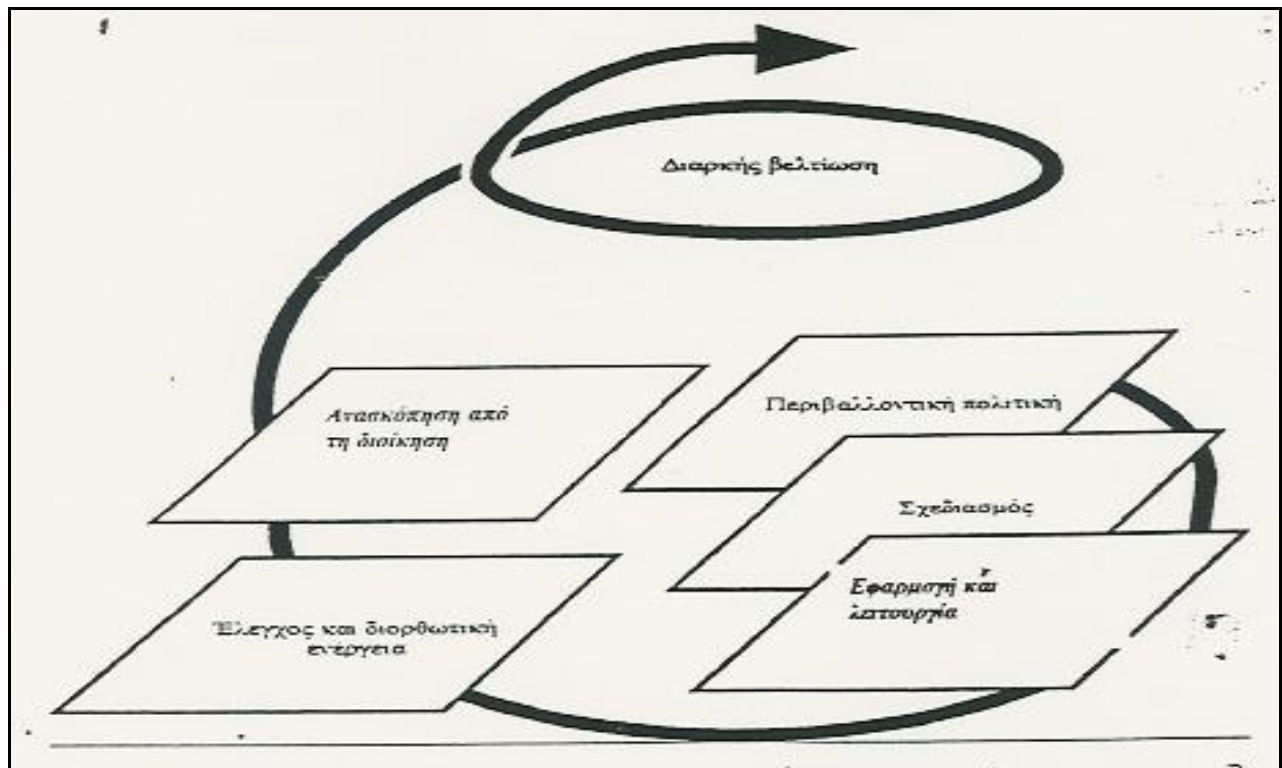 Διαρκής βελτίωση
Περιβαλλοντική πολιτική
Σχεδιασμός
Εφαρμογή και
λειτουργία
Έλεγχος και διορθωτική
ενέργεια
Ανασκόπηση από
τη διοίκηση